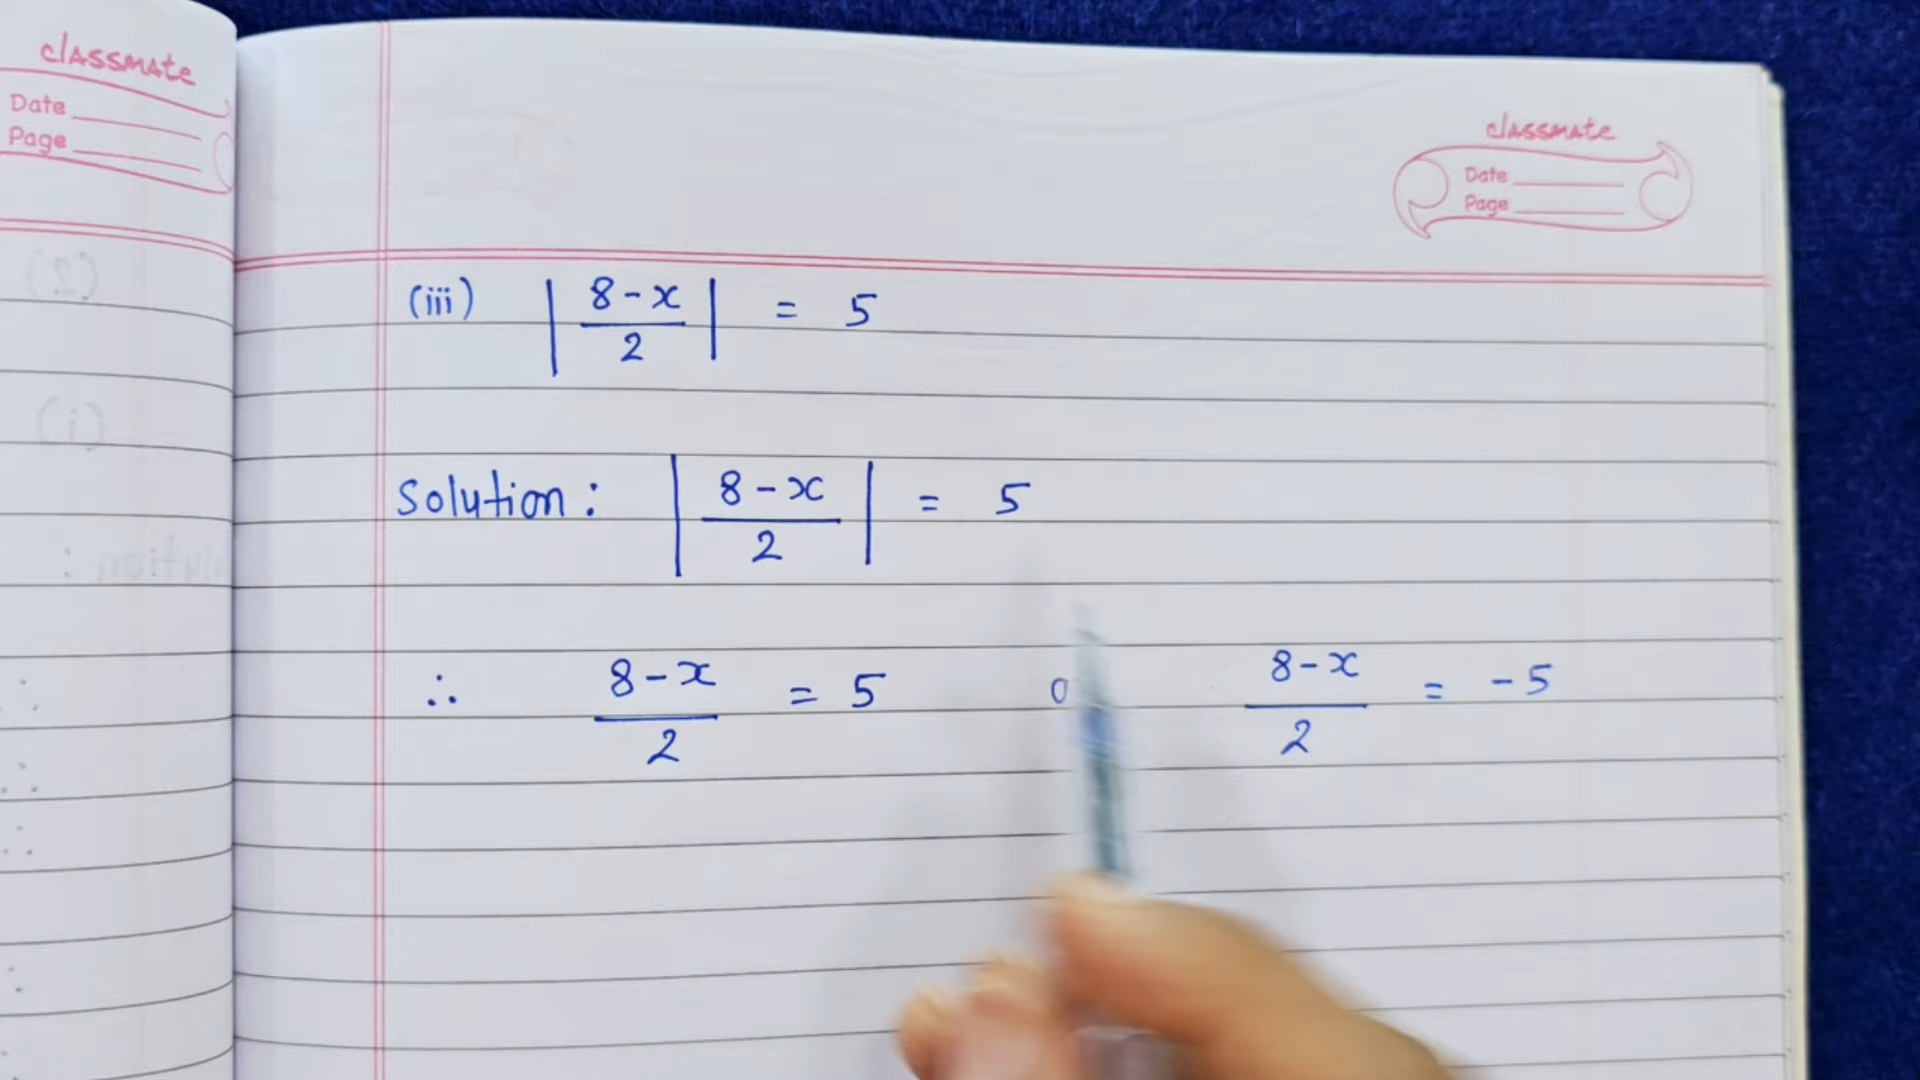 classmate
Date
Page
classmate
Date
Page
(iii) | 8-x / 2 | = 5
Solution: | 8-x / 2 | = 5
∴ 8-x / 2 = 5 8-x / 2 = -5